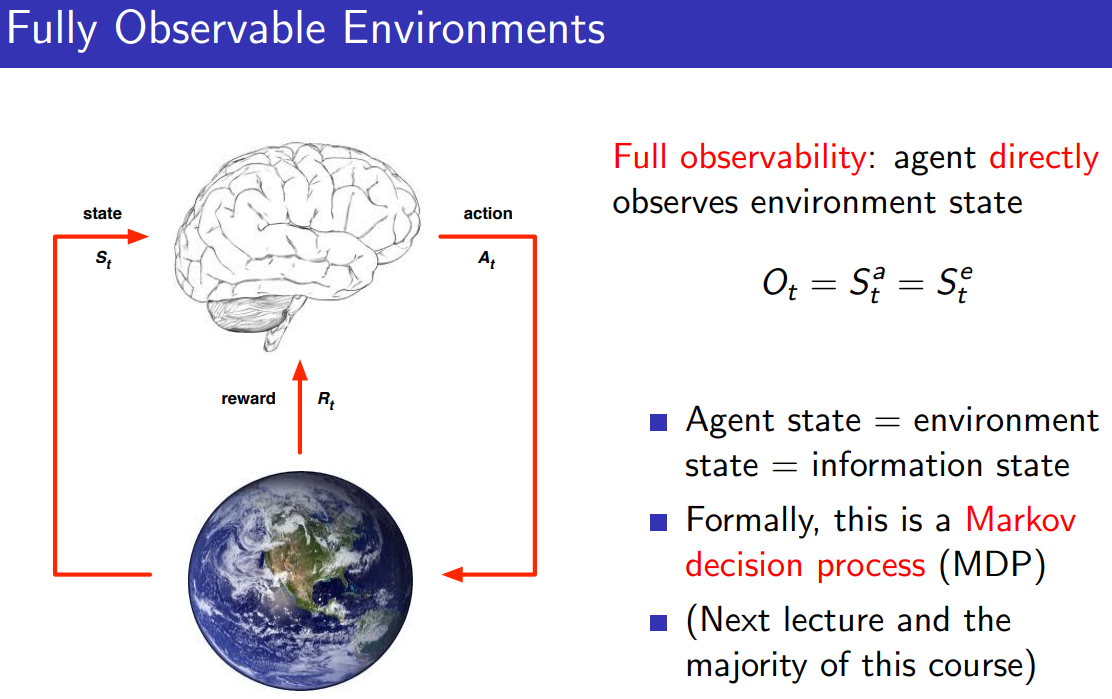 Fully Observable Environments
state
S_t
action
A_t
reward
R_t
Full observability: agent directly
observes environment state
O_t = S_t^a = S_t^e
Agent state = environment
state = information state
Formally, this is a Markov
decision process (MDP)
(Next lecture and the
majority of this course)